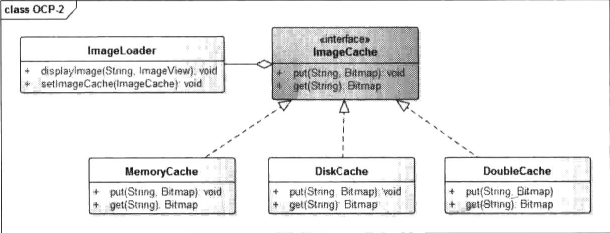 class OCP-2
ImageLoader
+ displayImage(String, ImageView): void
+ setImageCache(ImageCache): void
«interface»
ImageCache
+ put(String, Bitmap): void
+ get(String): Bitmap
MemoryCache
+ put(String, Bitmap): void
+ get(String): Bitmap
DiskCache
+ put(String, Bitmap): void
+ get(String): Bitmap
DoubleCache
+ put(String, Bitmap)
+ get(String): Bitmap